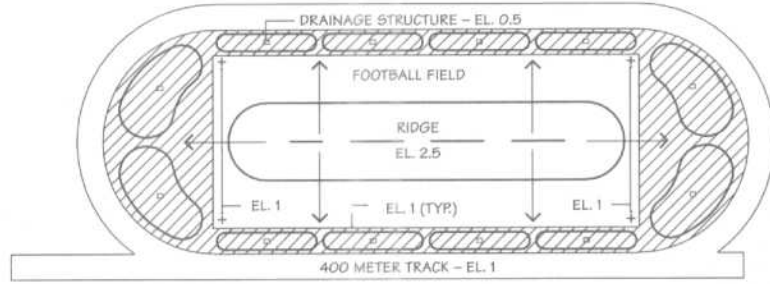 DRAINAGE STRUCTURE – EL. 0.5
FOOTBALL FIELD
RIDGE
EL. 2.5
EL. 1
EL. 1 (TYP.)
EL. 1
400 METER TRACK – EL. 1